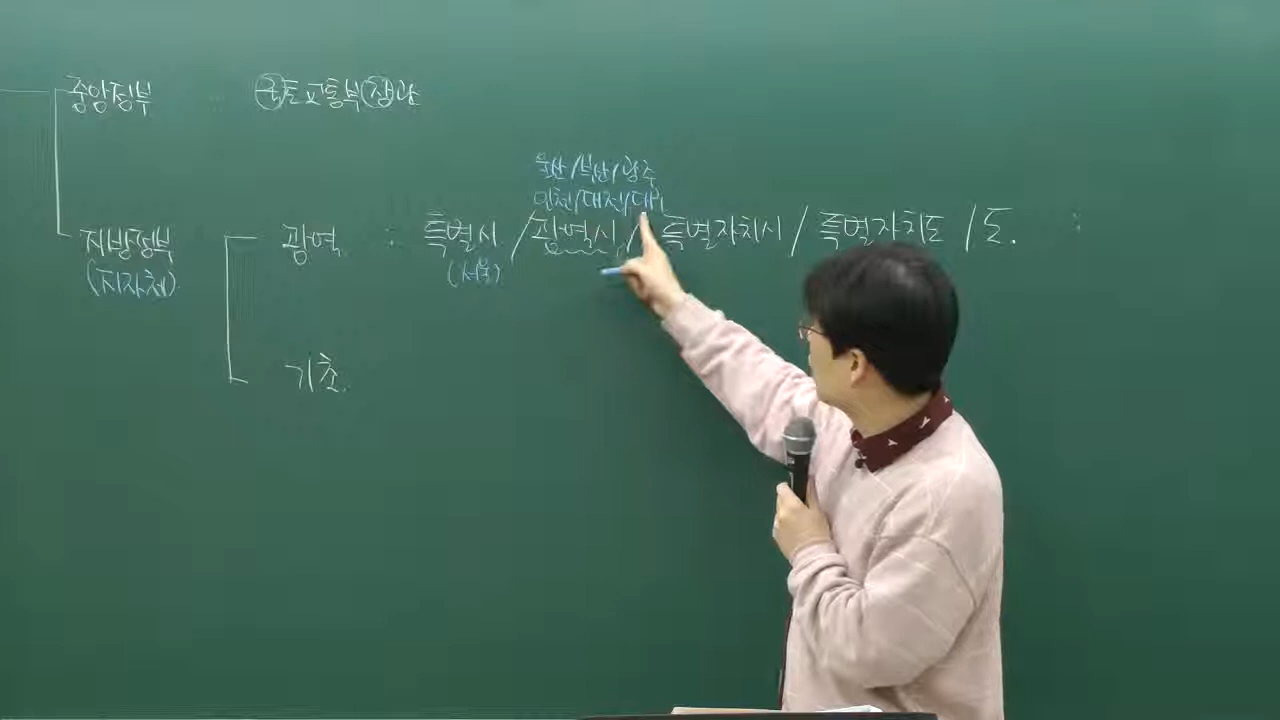 중앙정부 국토교통부장관
울산/부산/광주
인천/대전/대
지방정부 광역 : 특별시 / 광역시 / 특별자치시 / 특별자치도 / 도. :
(지자체) (서울)
기초.